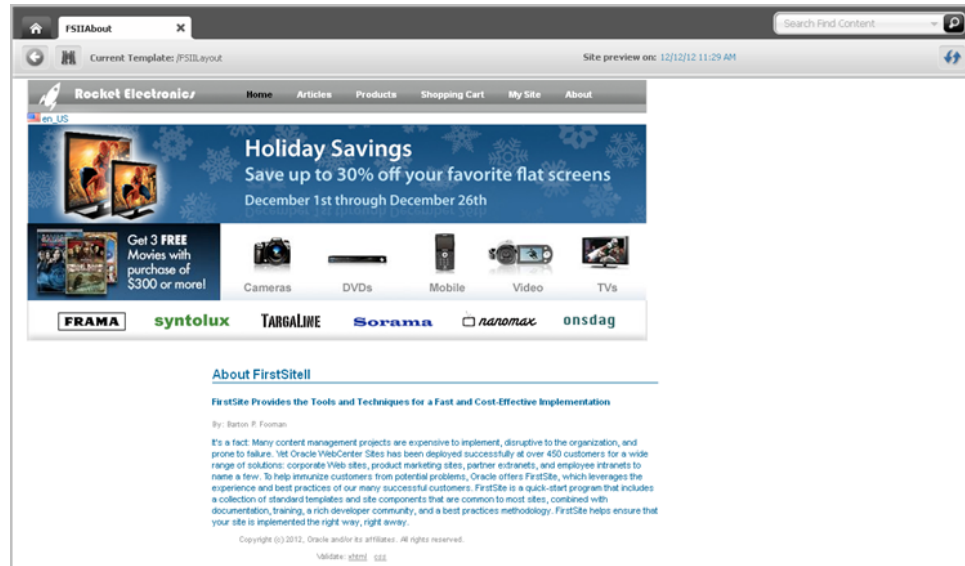 FSIIAbout
Search Find Content
Current Template: /FSIILayout
Site preview on: 12/12/12 11:29 AM
Rocket Electronics Home Articles Products Shopping Cart My Site About
en_US
Holiday Savings
Save up to 30% off your favorite flat screens
December 1st through December 26th
Get 3 FREE
Movies with
purchase of
$300 or more!
Cameras DVDs Mobile Video TVs
FRAMA syntolux TARGALINE Sorama nanomax onsdag
About FirstSiteII
FirstSite Provides the Tools and Techniques for a Fast and Cost-Effective Implementation
By: Barton P. Fooman
It's a fact: Many content management projects are expensive to implement, disruptive to the organization, and
prone to failure. Yet Oracle WebCenter Sites has been deployed successfully at over 450 customers for a wide
range of solutions: corporate Web sites, product marketing sites, partner extranets, and employee intranets to
name a few. To help immunize customers from potential problems, Oracle offers FirstSite, which leverages the
experience and best practices of our many successful customers. FirstSite is a quick-start program that includes
a collection of standard templates and site components that are common to most sites, combined with
documentation, training, a rich developer community, and a best practices methodology. FirstSite helps ensure that
your site is implemented the right way, right away.
Copyright (c) 2012, Oracle and/or its affiliates. All rights reserved.
Validate: xhtml css